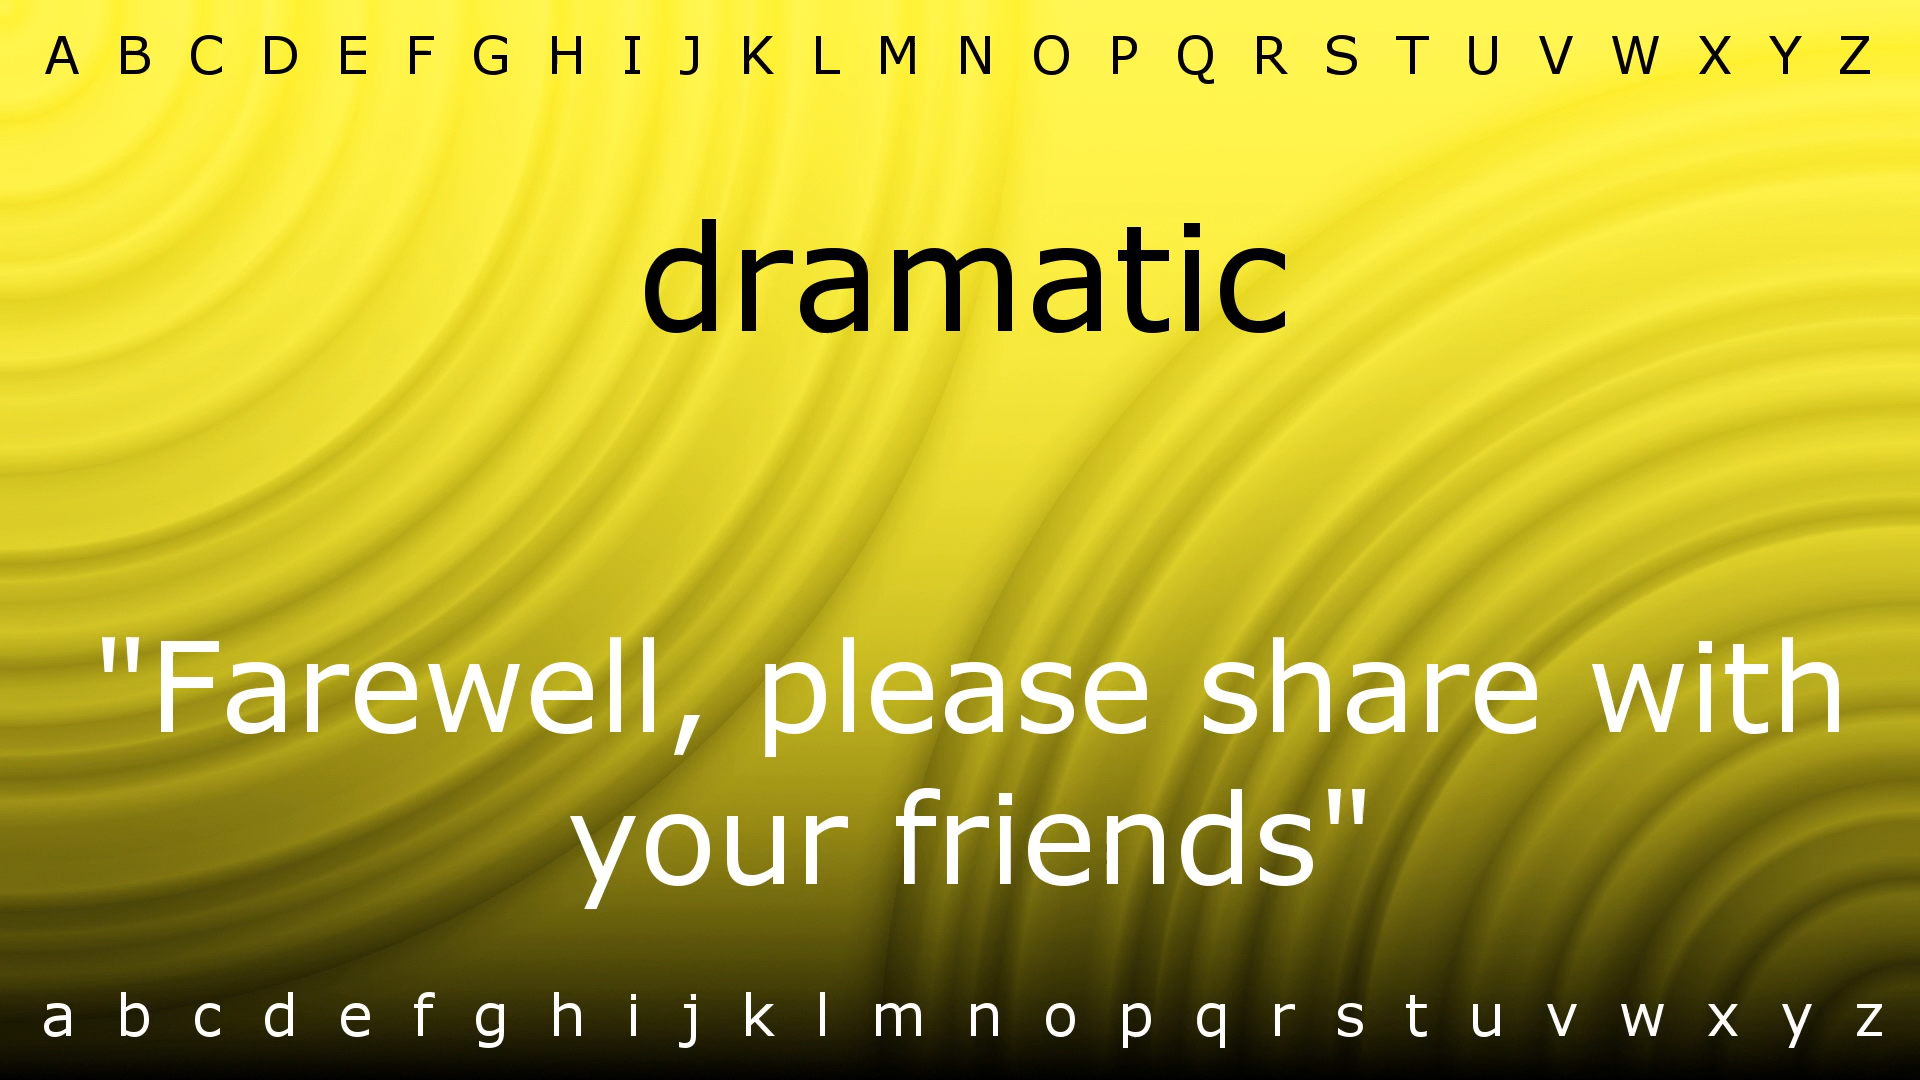 A B C D E F G H I J K L M N O P Q R S T U V W X Y Z
dramatic
"Farewell, please share with
your friends"
a b c d e f g h i j k l m n o p q r s t u v w x y z